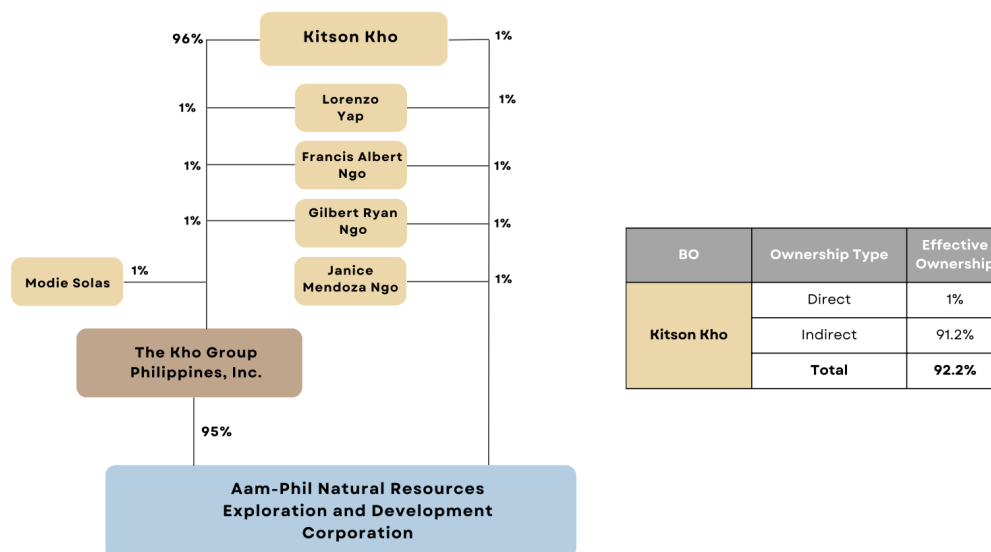 96%
Kitson Kho
1%
1%
Lorenzo
Yap
1%
1%
Francis Albert
Ngo
1%
1%
Gilbert Ryan
Ngo
1%
Modie Solas
1%
Janice
Mendoza Ngo
1%
The Kho Group
Philippines, Inc.
95%
Aam-Phil Natural Resources
Exploration and Development
Corporation
BO
Ownership Type
Effective
Ownership
Kitson Kho
Direct
1%
Indirect
91.2%
Total
92.2%